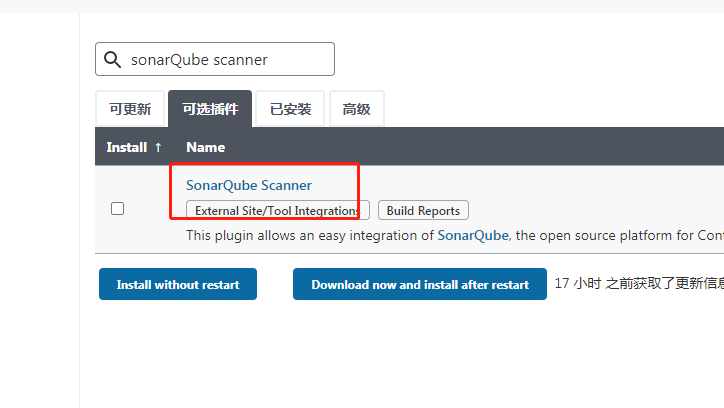 sonarQube scanner
可更新 可选插件 已安装 高级
Install ↑ Name
SonarQube Scanner
External Site/Tool Integrations Build Reports
This plugin allows an easy integration of SonarQube, the open source platform for Cont
Install without restart Download now and install after restart 17 小时 之前获取了更新信息